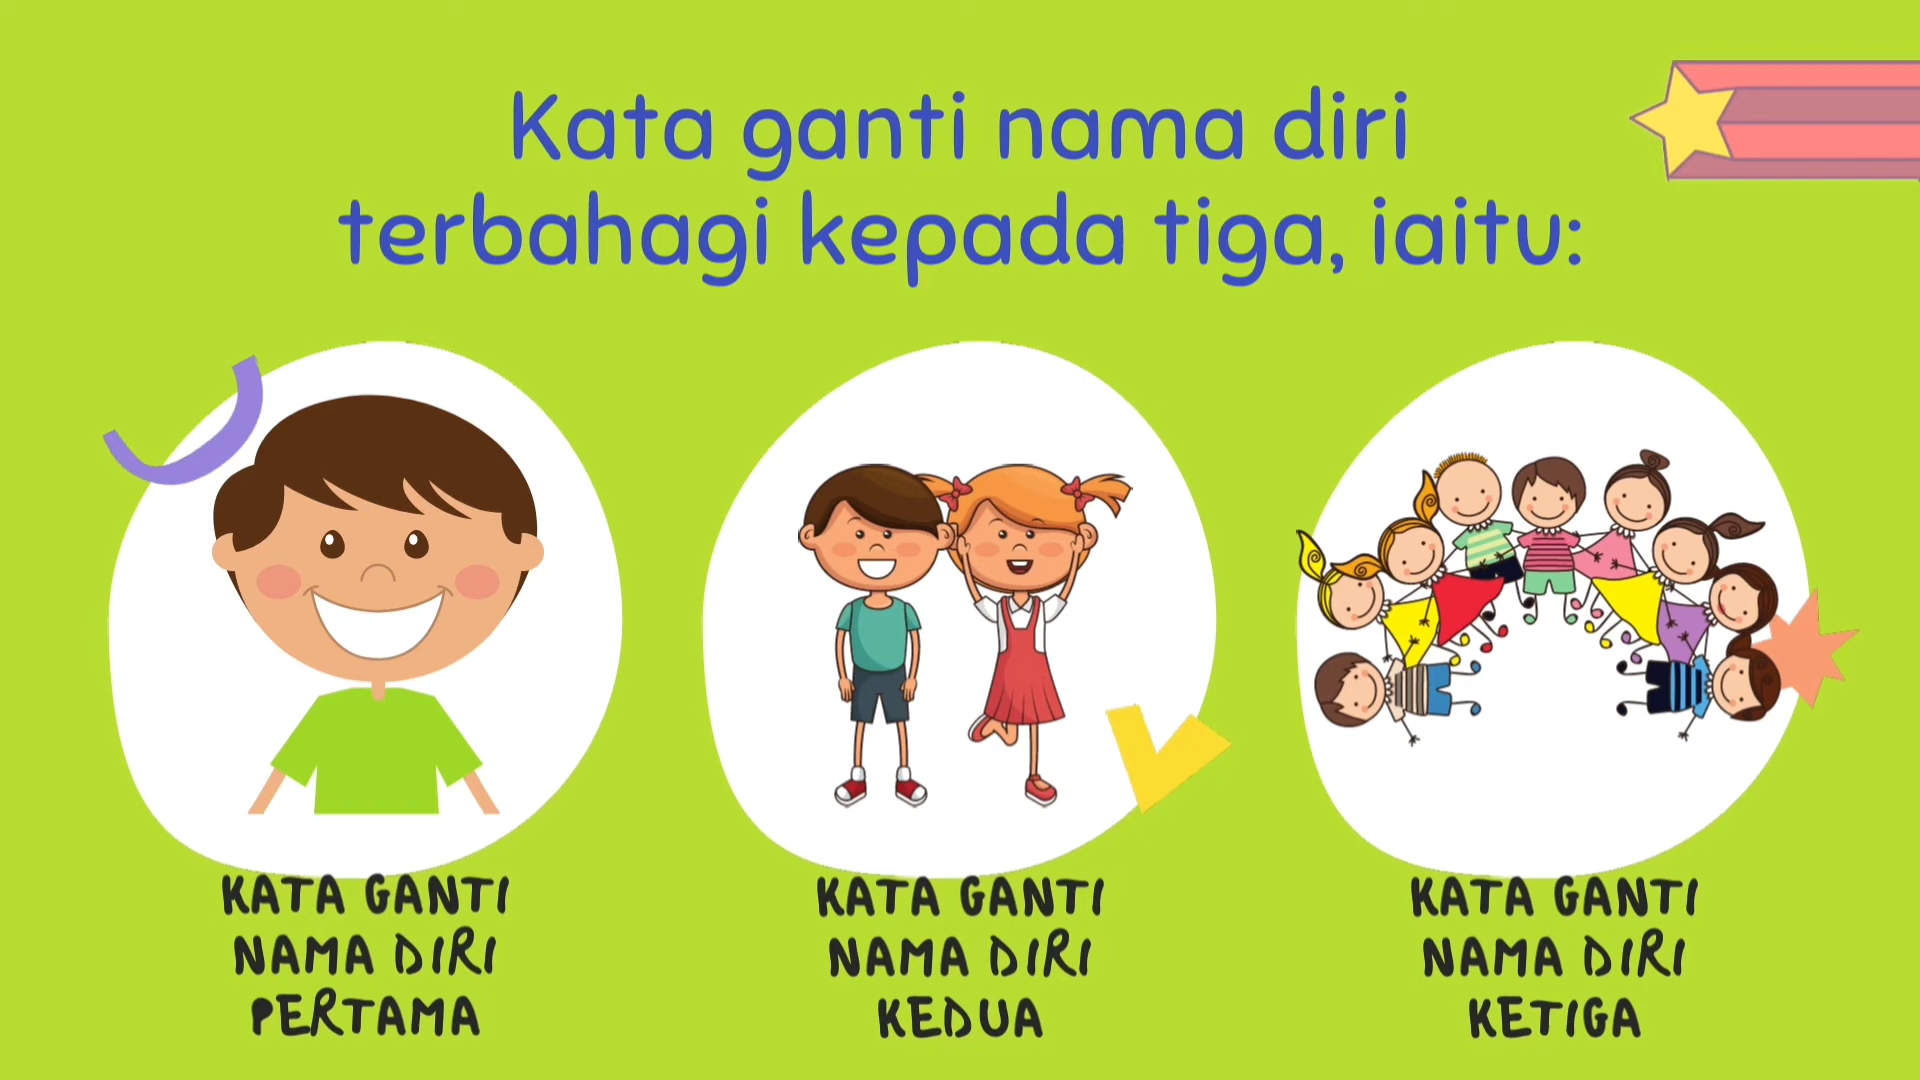 Kata ganti nama diri
terbahagi kepada tiga, iaitu:
KATA GANTI
NAMA DIRI
PERTAMA
KATA GANTI
NAMA DIRI
KEDUA
KATA GANTI
NAMA DIRI
KETIGA